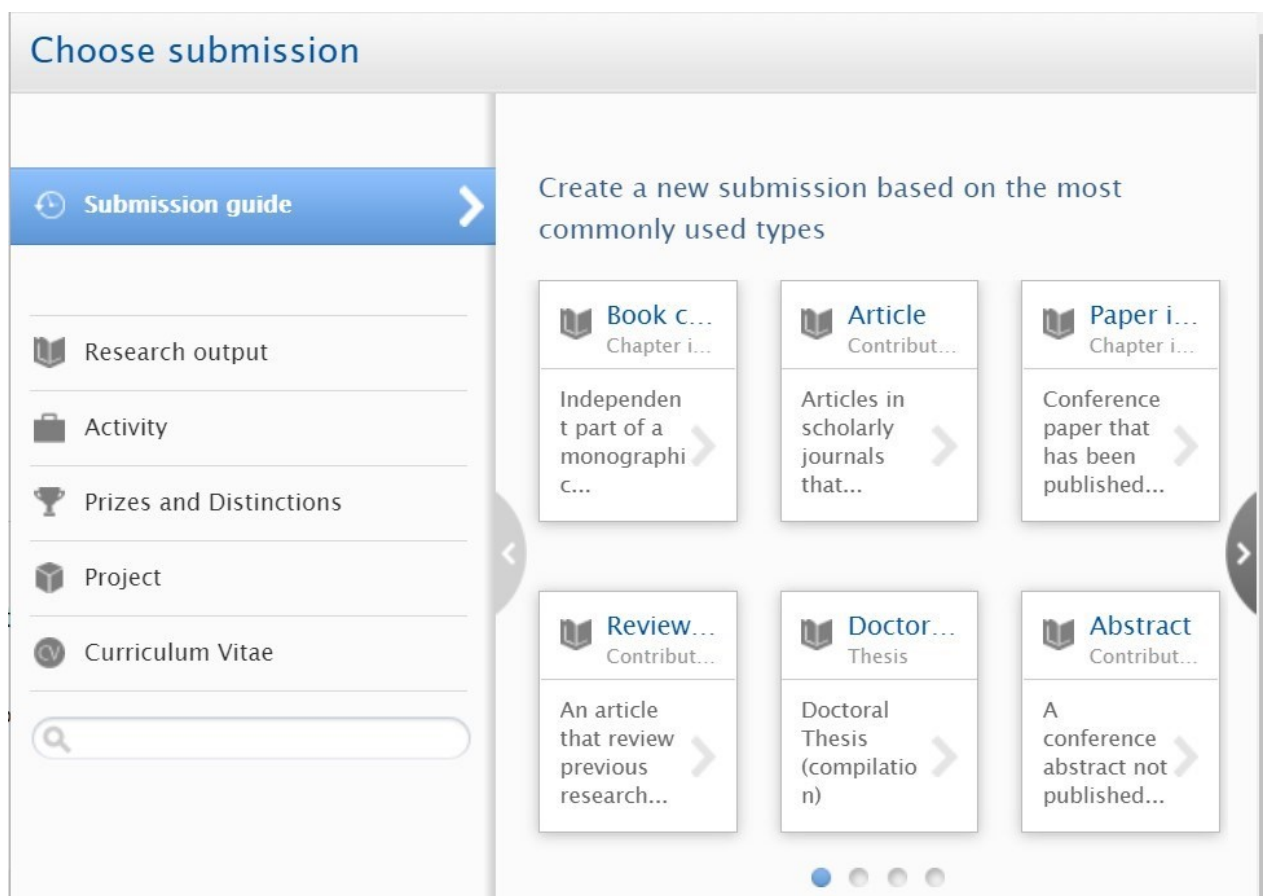 Choose submission
Submission guide
Research output
Activity
Prizes and Distinctions
Project
Curriculum Vitae
Create a new submission based on the most
commonly used types
Book c...
Chapter i...
Independen
t part of a
monographi
c...
Article
Contribut...
Articles in
scholarly
journals
that...
Paper i...
Chapter i...
Conference
paper that
has been
published...
Review...
Contribut...
An article
that review
previous
research...
Doctor...
Thesis
Doctoral
Thesis
(compilatio
n)
Abstract
Contribut...
A
conference
abstract not
published...